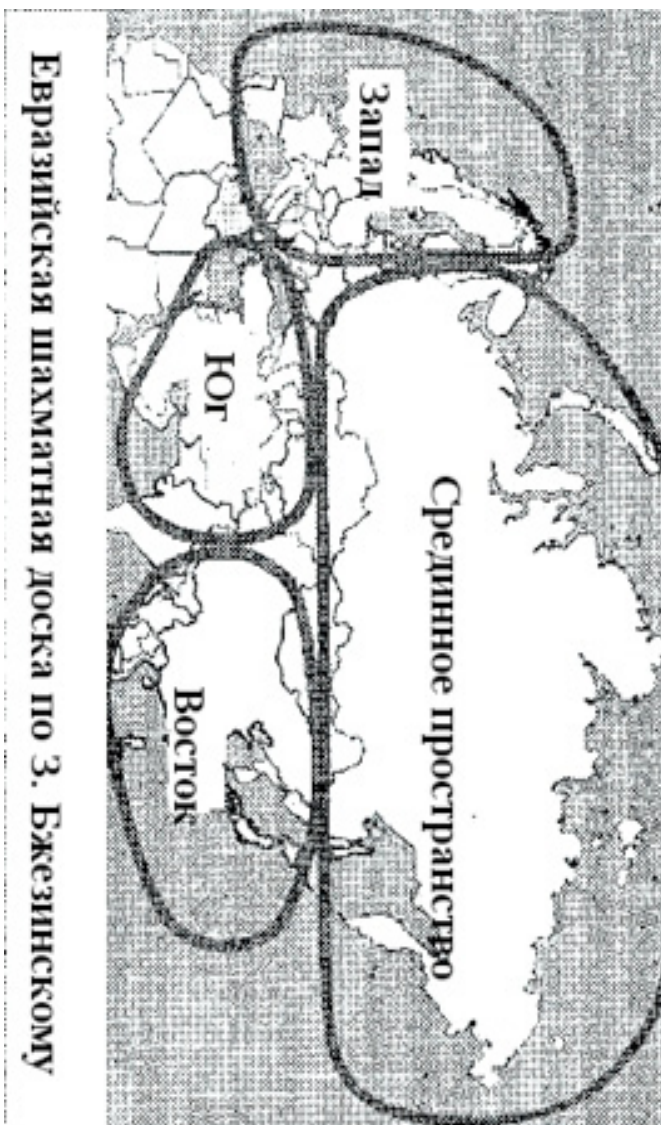 Запад
Срединное пространство
Юг
Восток
Евразийская шахматная доска по З. Бжезинскому